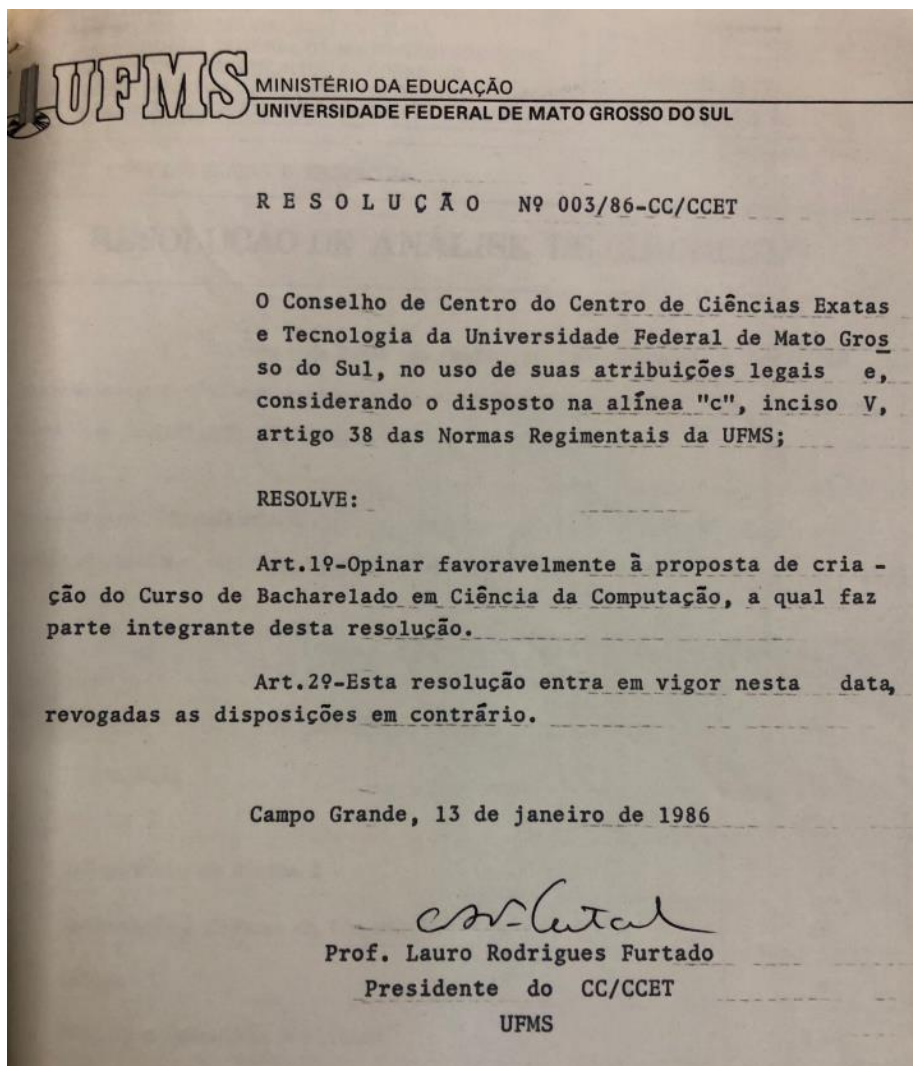 UFMS
MINISTÉRIO DA EDUCAÇÃO
UNIVERSIDADE FEDERAL DE MATO GROSSO DO SUL
RESOLUÇÃO Nº 003/86-CC/CCET
O Conselho de Centro do Centro de Ciências Exatas
e Tecnologia da Universidade Federal de Mato Gros
so do Sul, no uso de suas atribuições legais e,
considerando o disposto na alínea "c", inciso V,
artigo 38 das Normas Regimentais da UFMS;
RESOLVE:
Art.1º-Opinar favoravelmente à proposta de cria -
ção do Curso de Bacharelado em Ciência da Computação, a qual faz
parte integrante desta resolução.
Art.2º-Esta resolução entra em vigor nesta data,
revogadas as disposições em contrário.
Campo Grande, 13 de janeiro de 1986
Prof. Lauro Rodrigues Furtado
Presidente do CC/CCET
UFMS